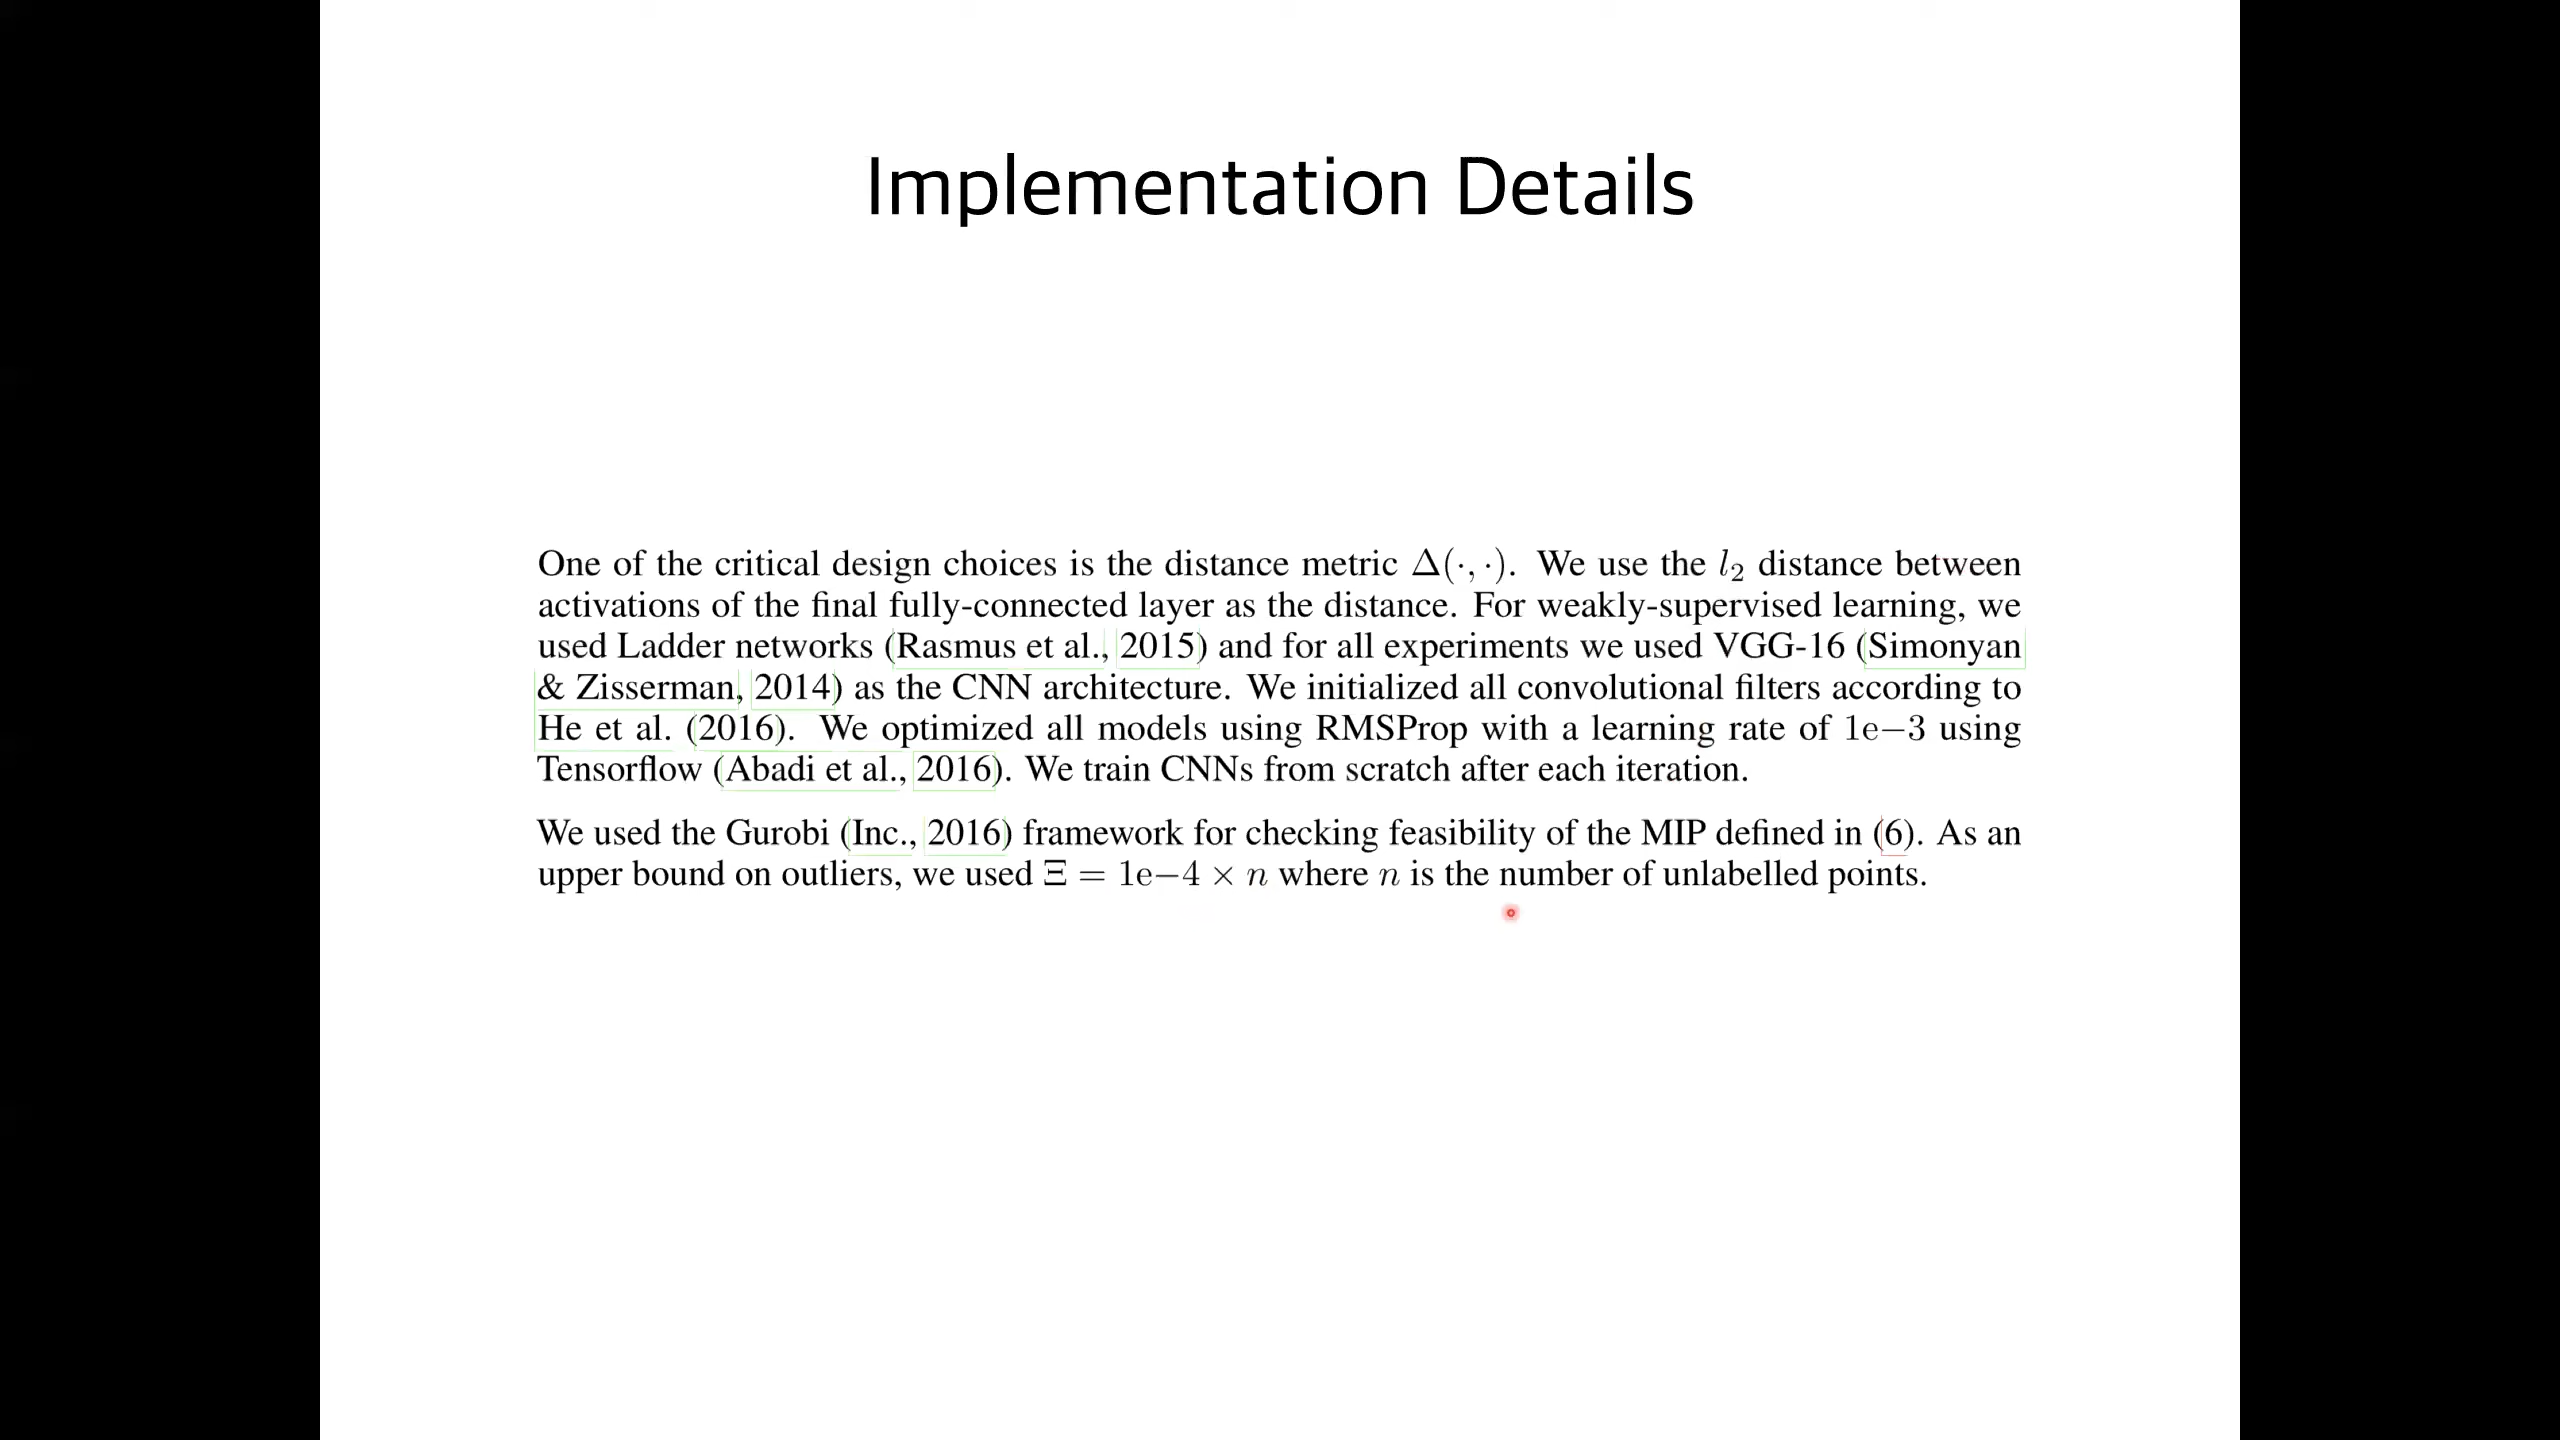 Implementation Details
One of the critical design choices is the distance metric Δ(·, ·). We use the l₂ distance between
activations of the final fully-connected layer as the distance. For weakly-supervised learning, we
used Ladder networks (Rasmus et al., 2015) and for all experiments we used VGG-16 (Simonyan
& Zisserman, 2014) as the CNN architecture. We initialized all convolutional filters according to
He et al. (2016). We optimized all models using RMSProp with a learning rate of 1e−3 using
Tensorflow (Abadi et al., 2016). We train CNNs from scratch after each iteration.
We used the Gurobi (Inc., 2016) framework for checking feasibility of the MIP defined in (6). As an
upper bound on outliers, we used Ξ = 1e−4 × n where n is the number of unlabelled points.